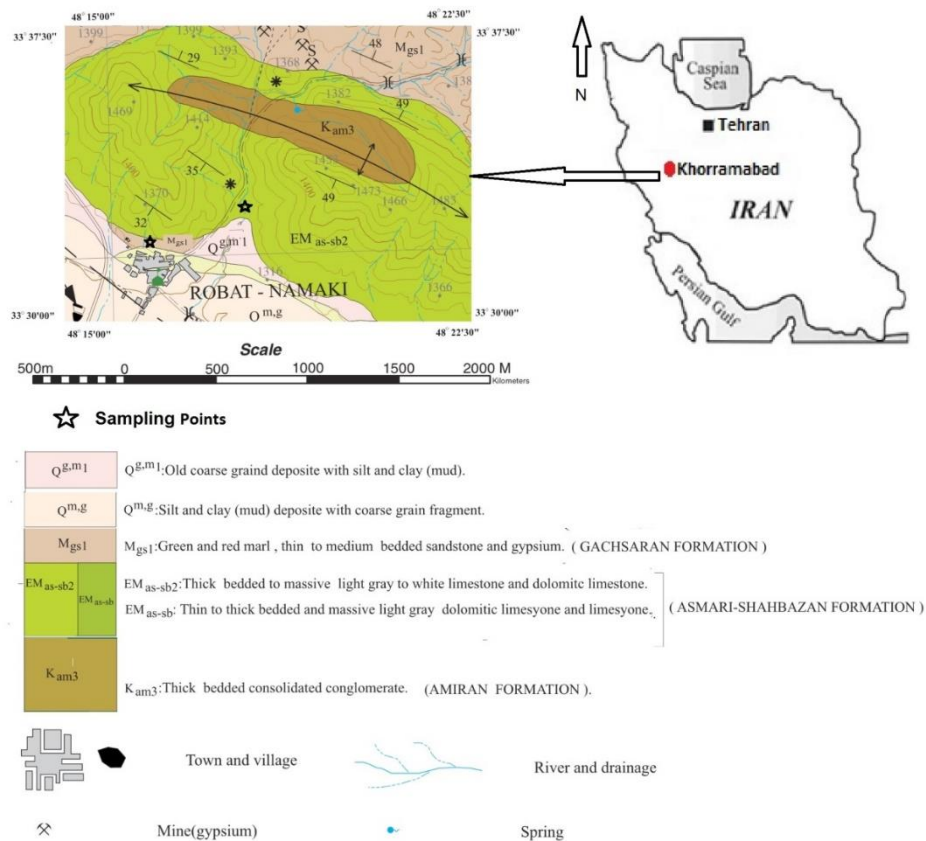 48 °15'00"
48 °22'30"
33 °37'30"
33 °37'30"
1399
1399
1393
1368
S
S
48
Mgs1
29
1382
49
1469
1414
Kam3
1400
35
1473
1466
1400
49
1370
32
Mgs1
Qg,m 1
EM as-sb2
1316
1366
ROBAT - NAMAKI
Qm,g
33 °30'00"
33 °30'00"
48 °15'00"
48 °22'30"
N
Caspian
Sea
Tehran
Khorramabad
IRAN
Persian Gulf
Scale
500m 0 500 1000 1500 2000 M
Kilometers
Sampling Points
Qg,m1 Qg,m1:Old coarse graind deposite with silt and clay (mud).
Qm,g Qm,g:Silt and clay (mud) deposite with coarse grain fragment.
Mgs1 Mgs1:Green and red marl , thin to medium bedded sandstone and gypsium. ( GACHSARAN FORMATION )
EMas-sb2 EMas-sb EMas-sb2:Thick bedded to massive light gray to white limestone and dolomitc limestone.
EMas-sb: Thin to thick bedded and massive light gray dolomitic limesyone and limesyone. ( ASMARI-SHAHBAZAN FORMATION )
Kam3 Kam3:Thick bedded consolidated conglomerate. (AMIRAN FORMATION ).
Town and village
River and drainage
Mine(gypsium)
Spring